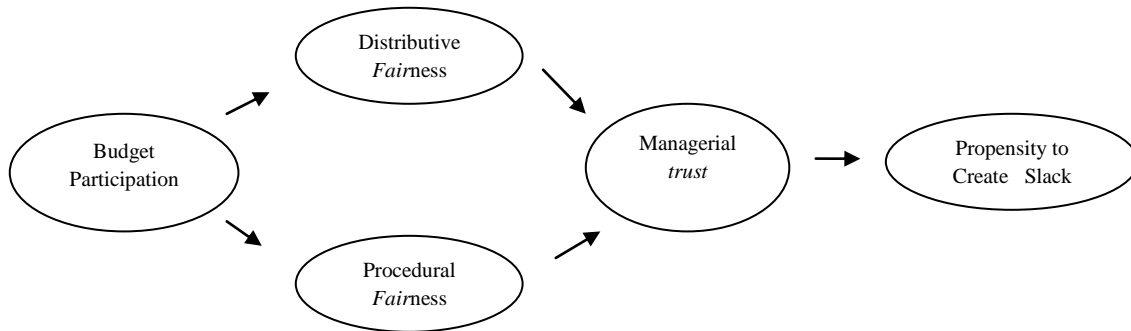 Distributive
Fairness
Budget
Participation
Managerial
trust
Propensity to
Create Slack
Procedural
Fairness